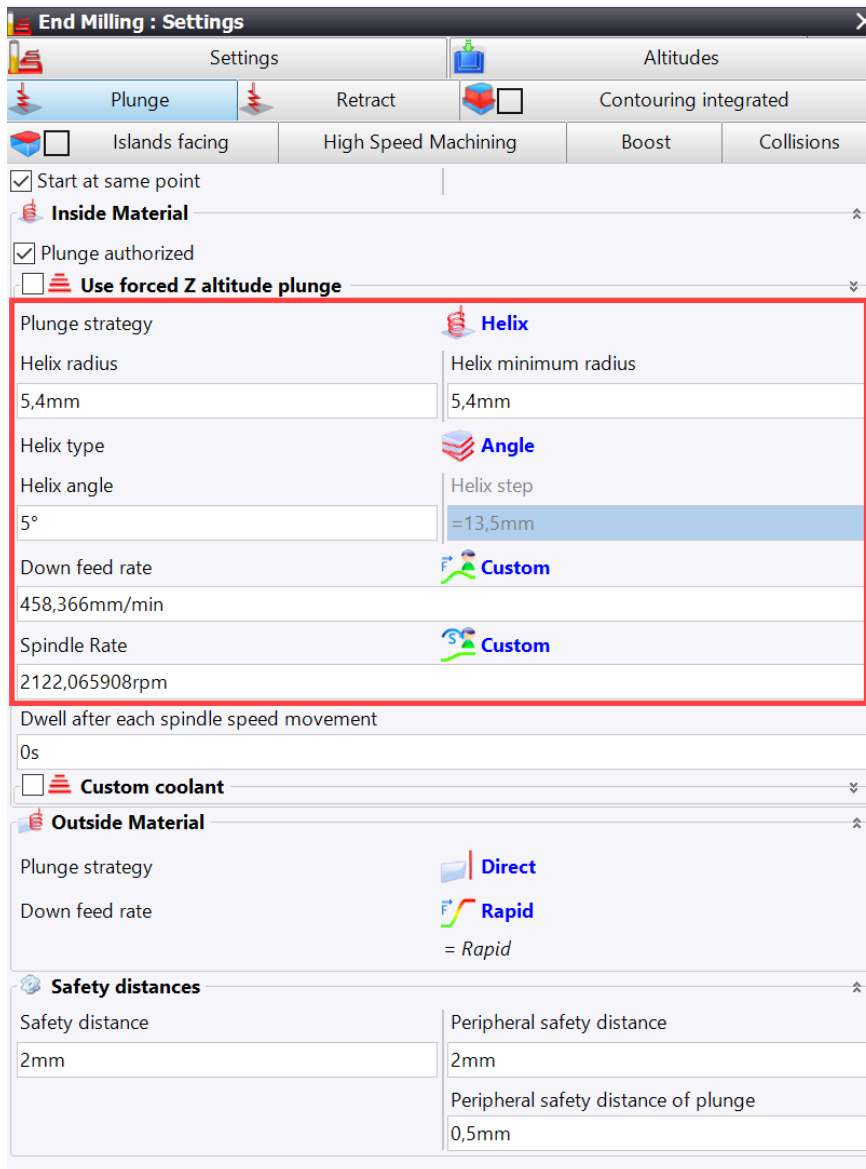 End Milling : Settings
Settings Altitudes
Plunge Retract Contouring integrated
Islands facing High Speed Machining Boost Collisions
Start at same point
Inside Material
Plunge authorized
Use forced Z altitude plunge
Plunge strategy Helix
Helix radius Helix minimum radius
5,4mm 5,4mm
Helix type Angle
Helix angle Helix step
5° =13,5mm
Down feed rate Custom
458,366mm/min
Spindle Rate Custom
2122,065908rpm
Dwell after each spindle speed movement
0s
Custom coolant
Outside Material
Plunge strategy Direct
Down feed rate Rapid
= Rapid
Safety distances
Safety distance Peripheral safety distance
2mm 2mm
Peripheral safety distance of plunge
0,5mm